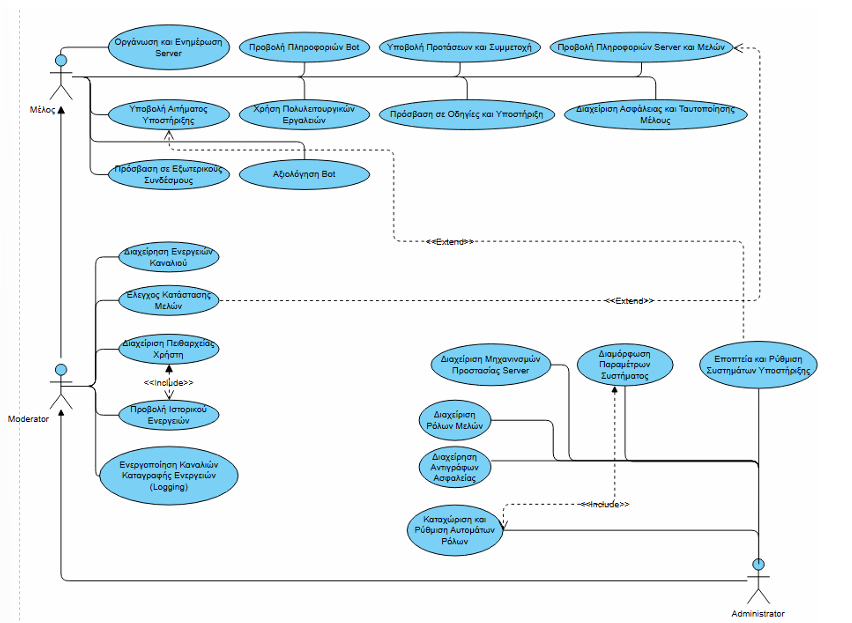 Οργάνωση και Ενημέρωση
Server
Προβολή Πληροφοριών Bot
Υποβολή Προτάσεων και Συμμετοχή
Προβολή Πληροφοριών Server και Μελών
Μέλος
Υποβολή Αιτήματος
Υποστήριξης
Χρήση Πολυλειτουργικών
Εργαλειών
Πρόσβαση σε Οδηγίες και Υποστήριξη
Διαχείριση Ασφάλειας και Ταυτοποίησης
Μέλους
Πρόσβαση σε Εξωτερικούς
Συνδέσμους
Αξιολόγηση Bot
<<Extend>>
Διαχείρηση Ενεργειών
Καναλιού
Έλεγχος Κατάστασης
Μελών
<<Extend>>
Διαχείριση Πειθαρχείας
Χρήστη
<<Include>>
Προβολή Ιστορικού
Ενεργειών
Moderator
Ενεργοποίηση Καναλιών
Καταγραφής Ενεργειών
(Logging)
Διαχείριση Μηχανισμών
Προστασίας Server
Διαμόρφωση
Παραμέτρων
Συστήματος
Εποπτεία και Ρύθμιση
Συστημάτων Υποστήριξης
Διαχείριση
Ρόλων Μελών
Διαχείρηση
Αντιγράφων
Ασφαλείας
<<Include>>
Καταχώριση και
Ρύθμιση Αυτομάτων
Ρόλων
Administrator